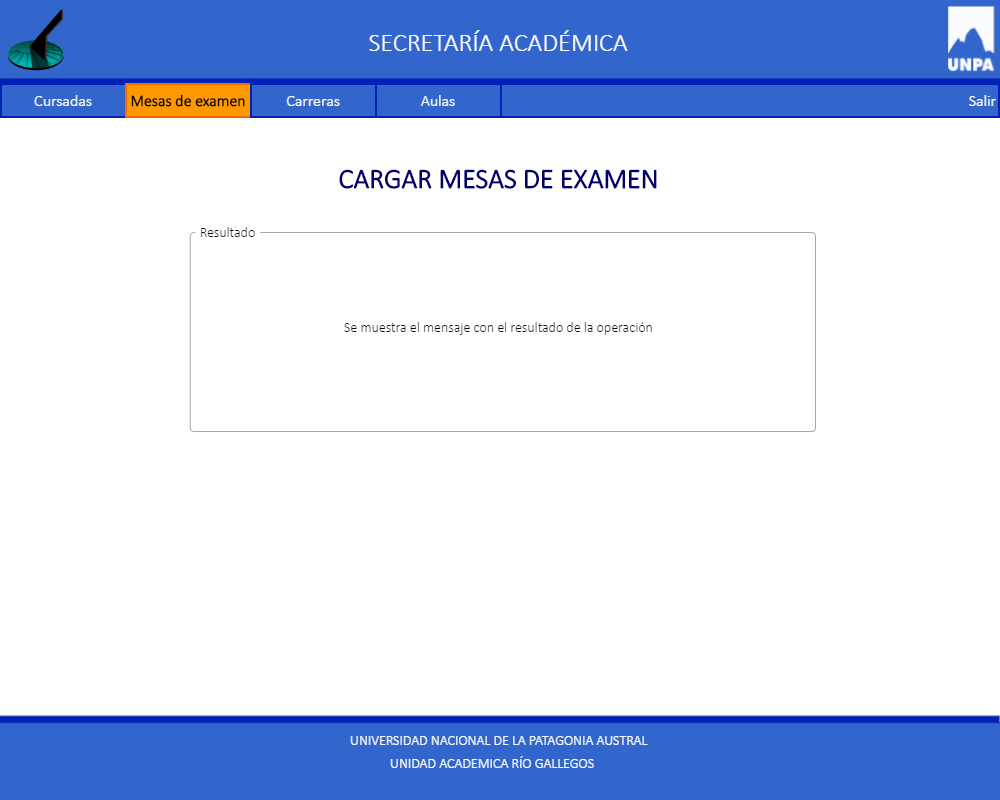 SECRETARÍA ACADÉMICA
UNPA
Cursadas
Mesas de examen
Carreras
Aulas
Salir
CARGAR MESAS DE EXAMEN
Resultado
Se muestra el mensaje con el resultado de la operación
UNIVERSIDAD NACIONAL DE LA PATAGONIA AUSTRAL
UNIDAD ACADEMICA RÍO GALLEGOS